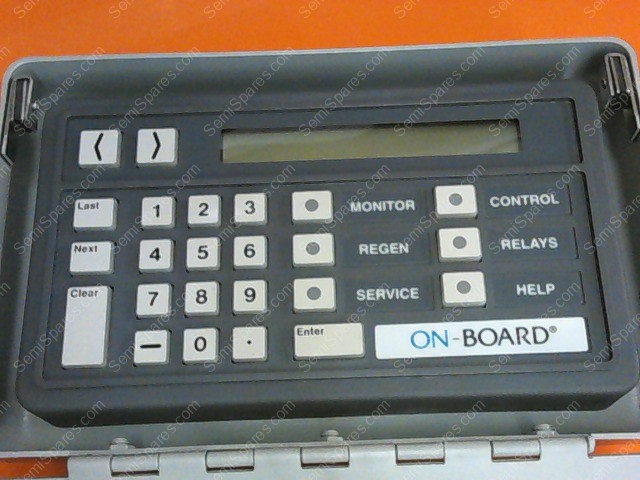 < >
Last 1 2 3 MONITOR CONTROL
Next 4 5 6 REGEN RELAYS
Clear 7 8 9 SERVICE HELP
– 0 . Enter ON-BOARD®
SemiSpares.com